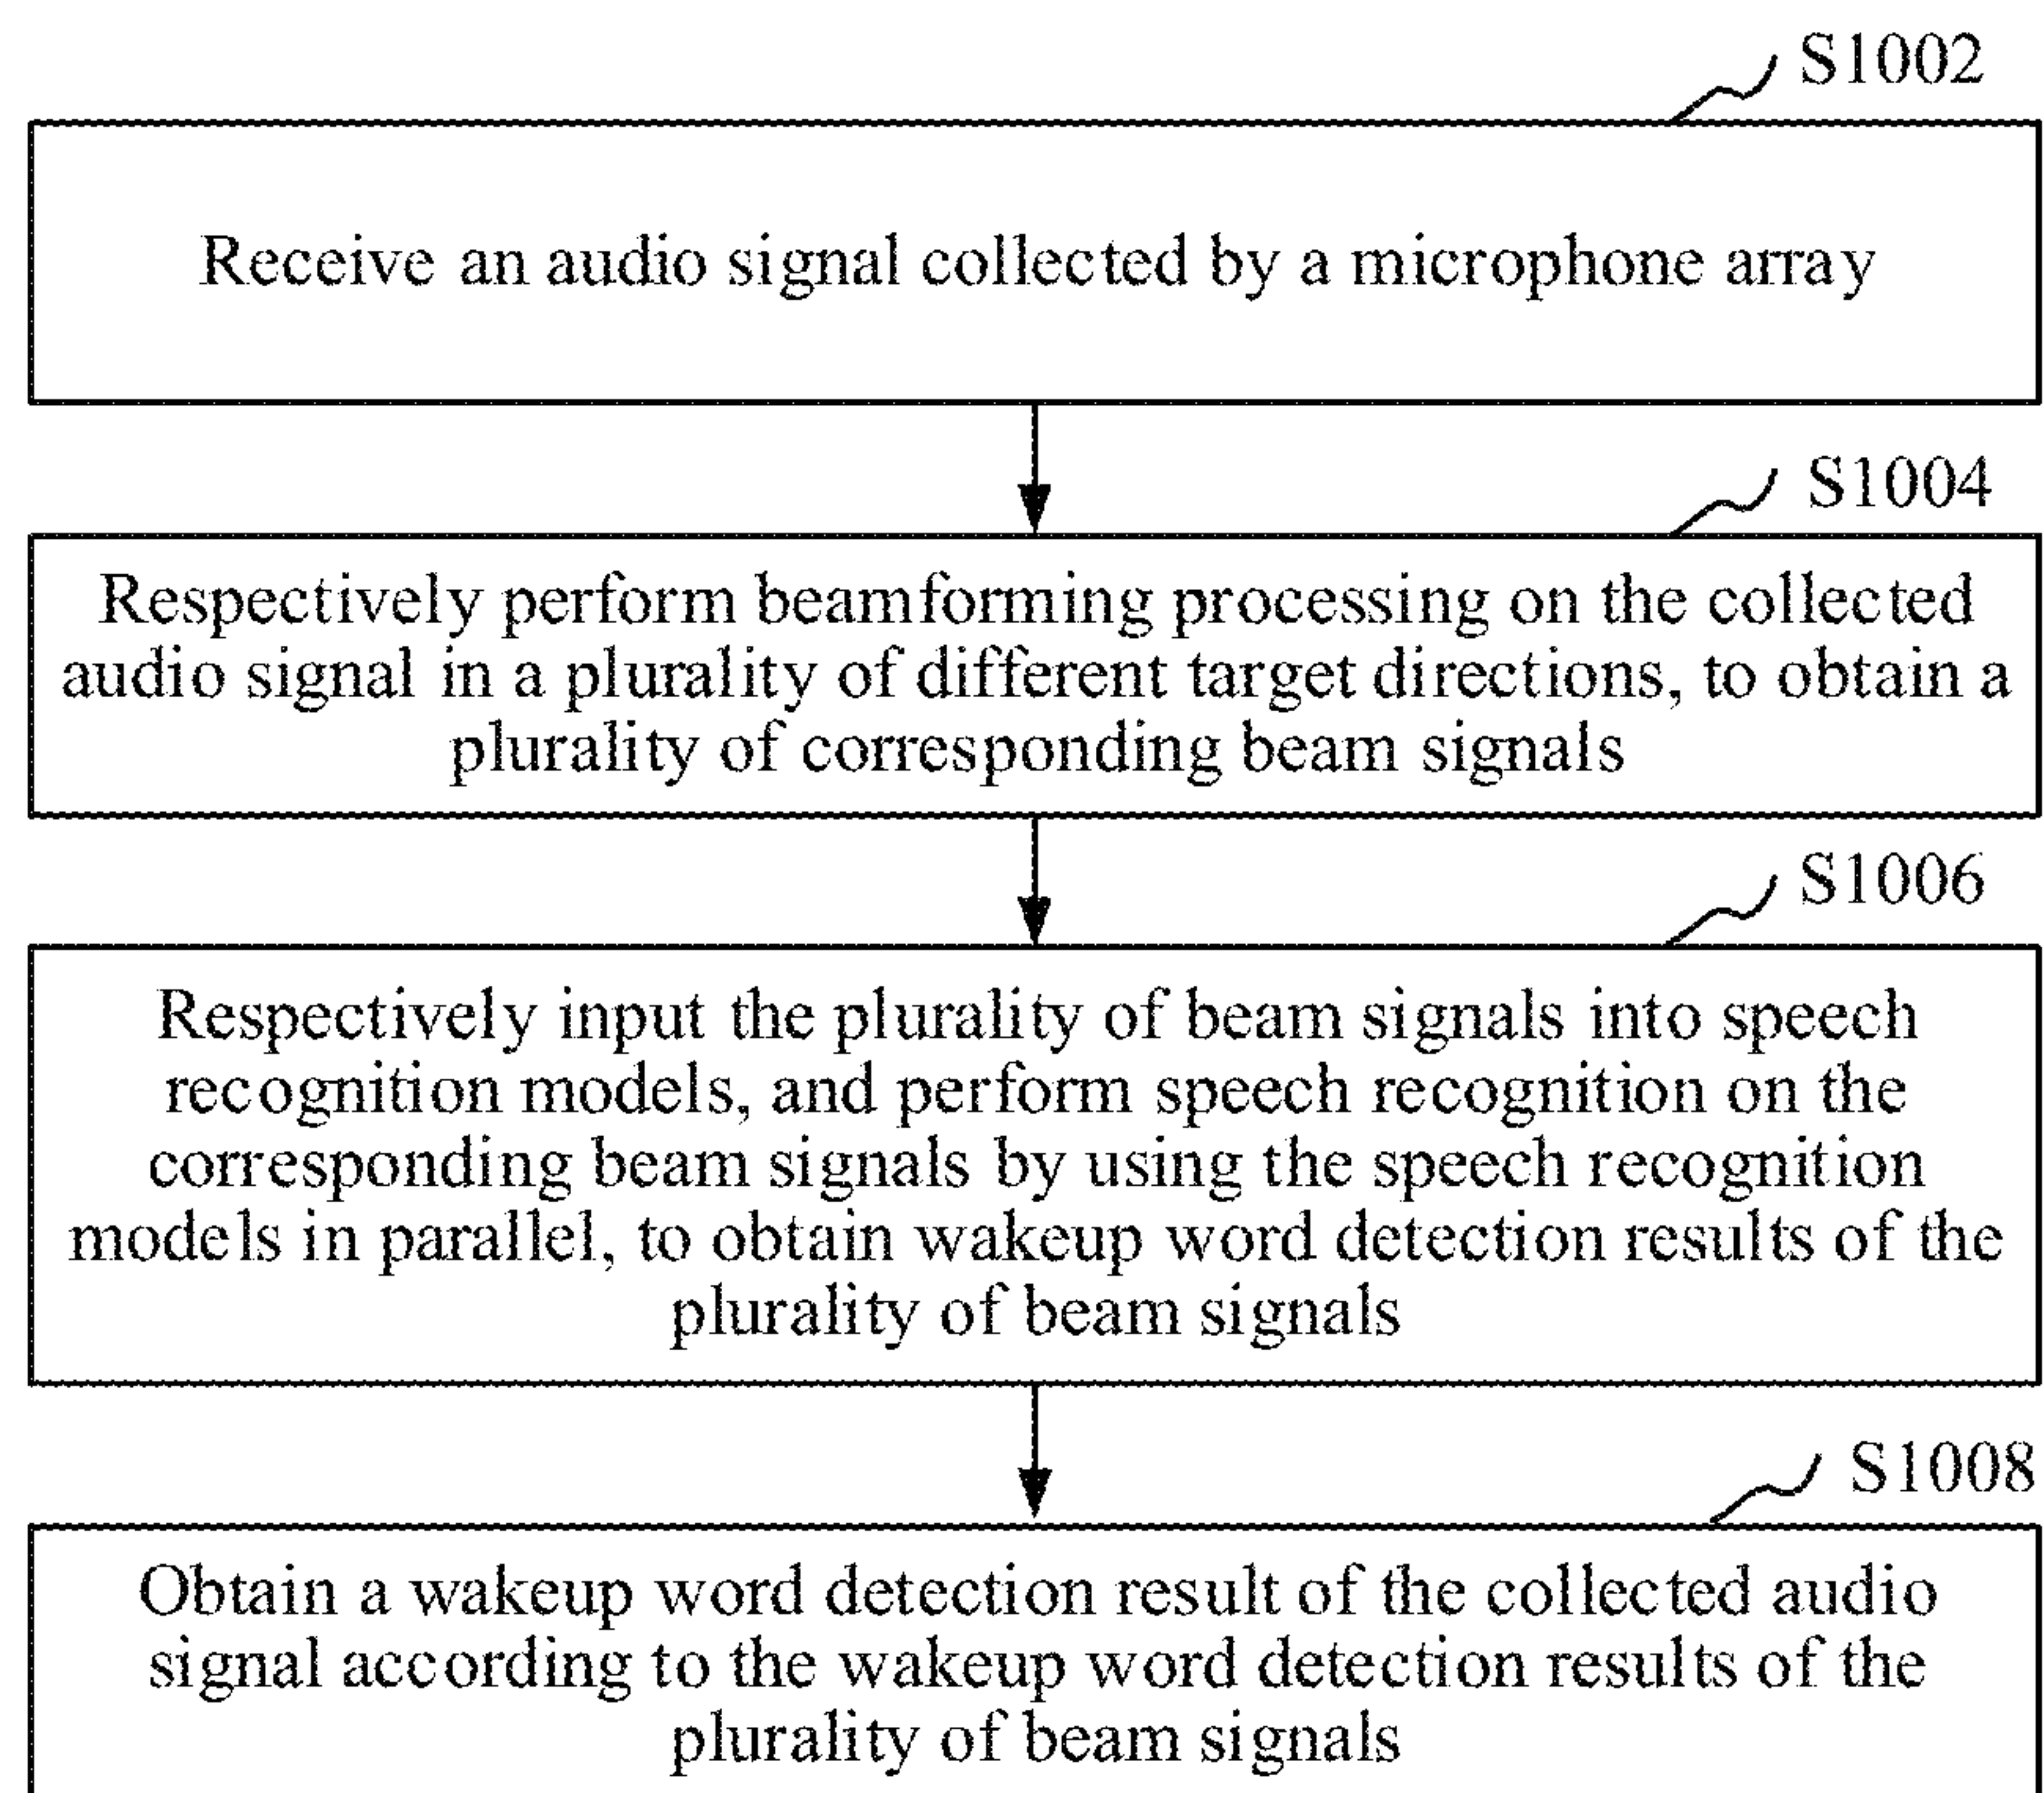 S1002
Receive an audio signal collected by a microphone array
S1004
Respectively perform beamforming processing on the collected
audio signal in a plurality of different target directions, to obtain a
plurality of corresponding beam signals
S1006
Respectively input the plurality of beam signals into speech
recognition models, and perform speech recognition on the
corresponding beam signals by using the speech recognition
models in parallel, to obtain wakeup word detection results of the
plurality of beam signals
S1008
Obtain a wakeup word detection result of the collected audio
signal according to the wakeup word detection results of the
plurality of beam signals